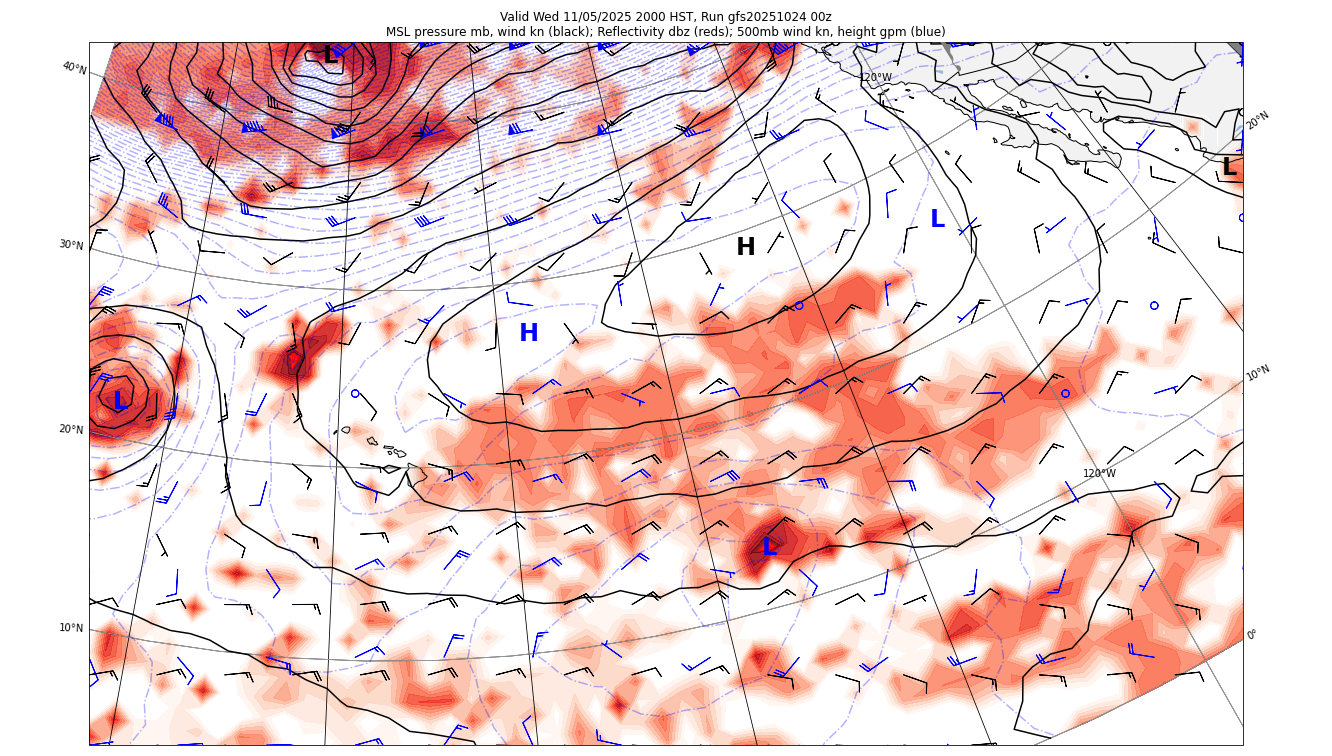 Valid Wed 11/05/2025 2000 HST, Run gfs20251024 00z
MSL pressure mb, wind kn (black); Reflectivity dbz (reds); 500mb wind kn, height gpm (blue)
L
40°N
120°W
20°N
L
L
30°N
H
H
10°N
L
20°N
120°W
L
10°N
0°